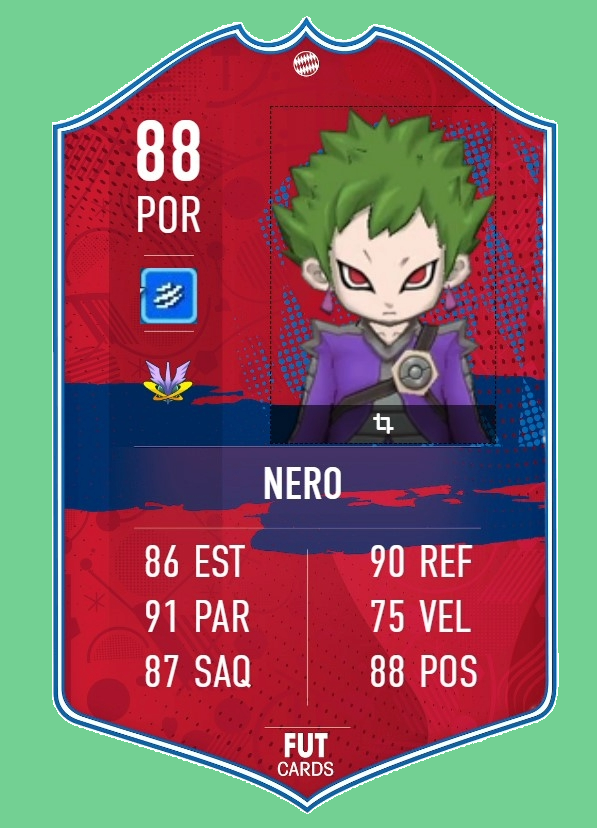 88
POR
NERO
86 EST
90 REF
91 PAR
75 VEL
87 SAQ
88 POS
FUT
CARDS